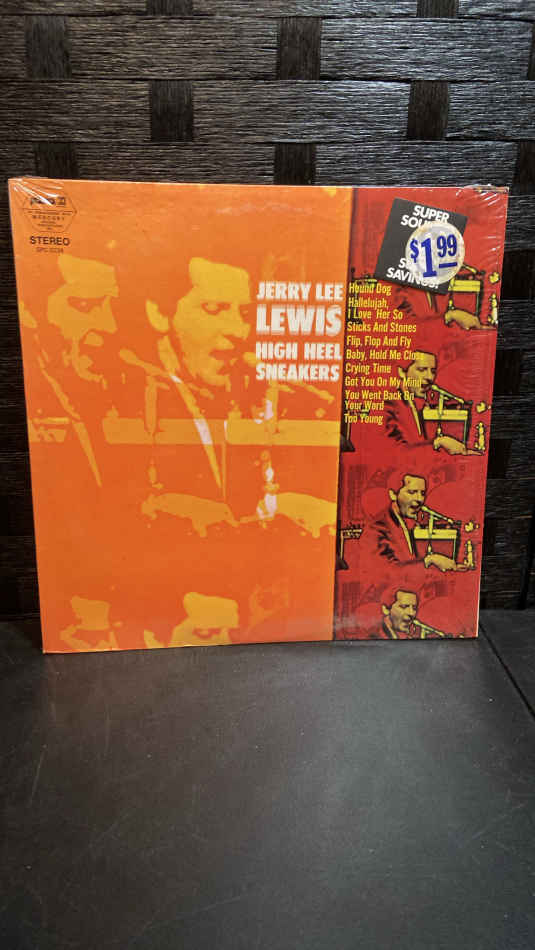 MERCURY
STEREO
JERRY LEE
LEWIS
HIGH HEEL
SNEAKERS
SUPER
$1.99
SAVINGS!
Hound Dog
Hallelujah,
I Love Her So
Sticks And Stones
Flip, Flop And Fly
Baby, Hold Me Close
Crying Time
Got You On My Mind
You Went Back On
Your Word
Too Young